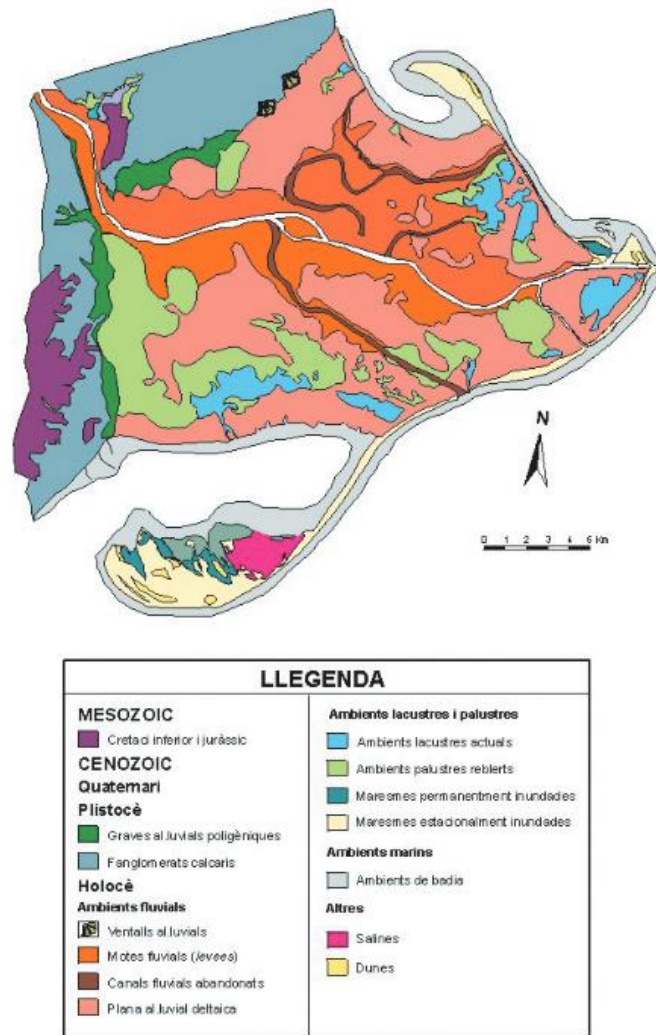 N
0 1 2 3 4 5 Km
LLEGENDA
MESOZOIC
Cretaci inferior i juràssic
CENOZOIC
Quaternari
Plistocè
Graves al.luvials poligèniques
Fanglomerats calcaris
Holocè
Ambients fluvials
Ventalls al.luvials
Motes fluvials (levees)
Canals fluvials abandonats
Plana al.luvial deltaica
Ambients lacustres i palustres
Ambients lacustres actuals
Ambients palustres reblerts
Maresmes permanentment inundades
Maresmes estacionalment inundades
Ambients marins
Ambients de badia
Altres
Salines
Dunes